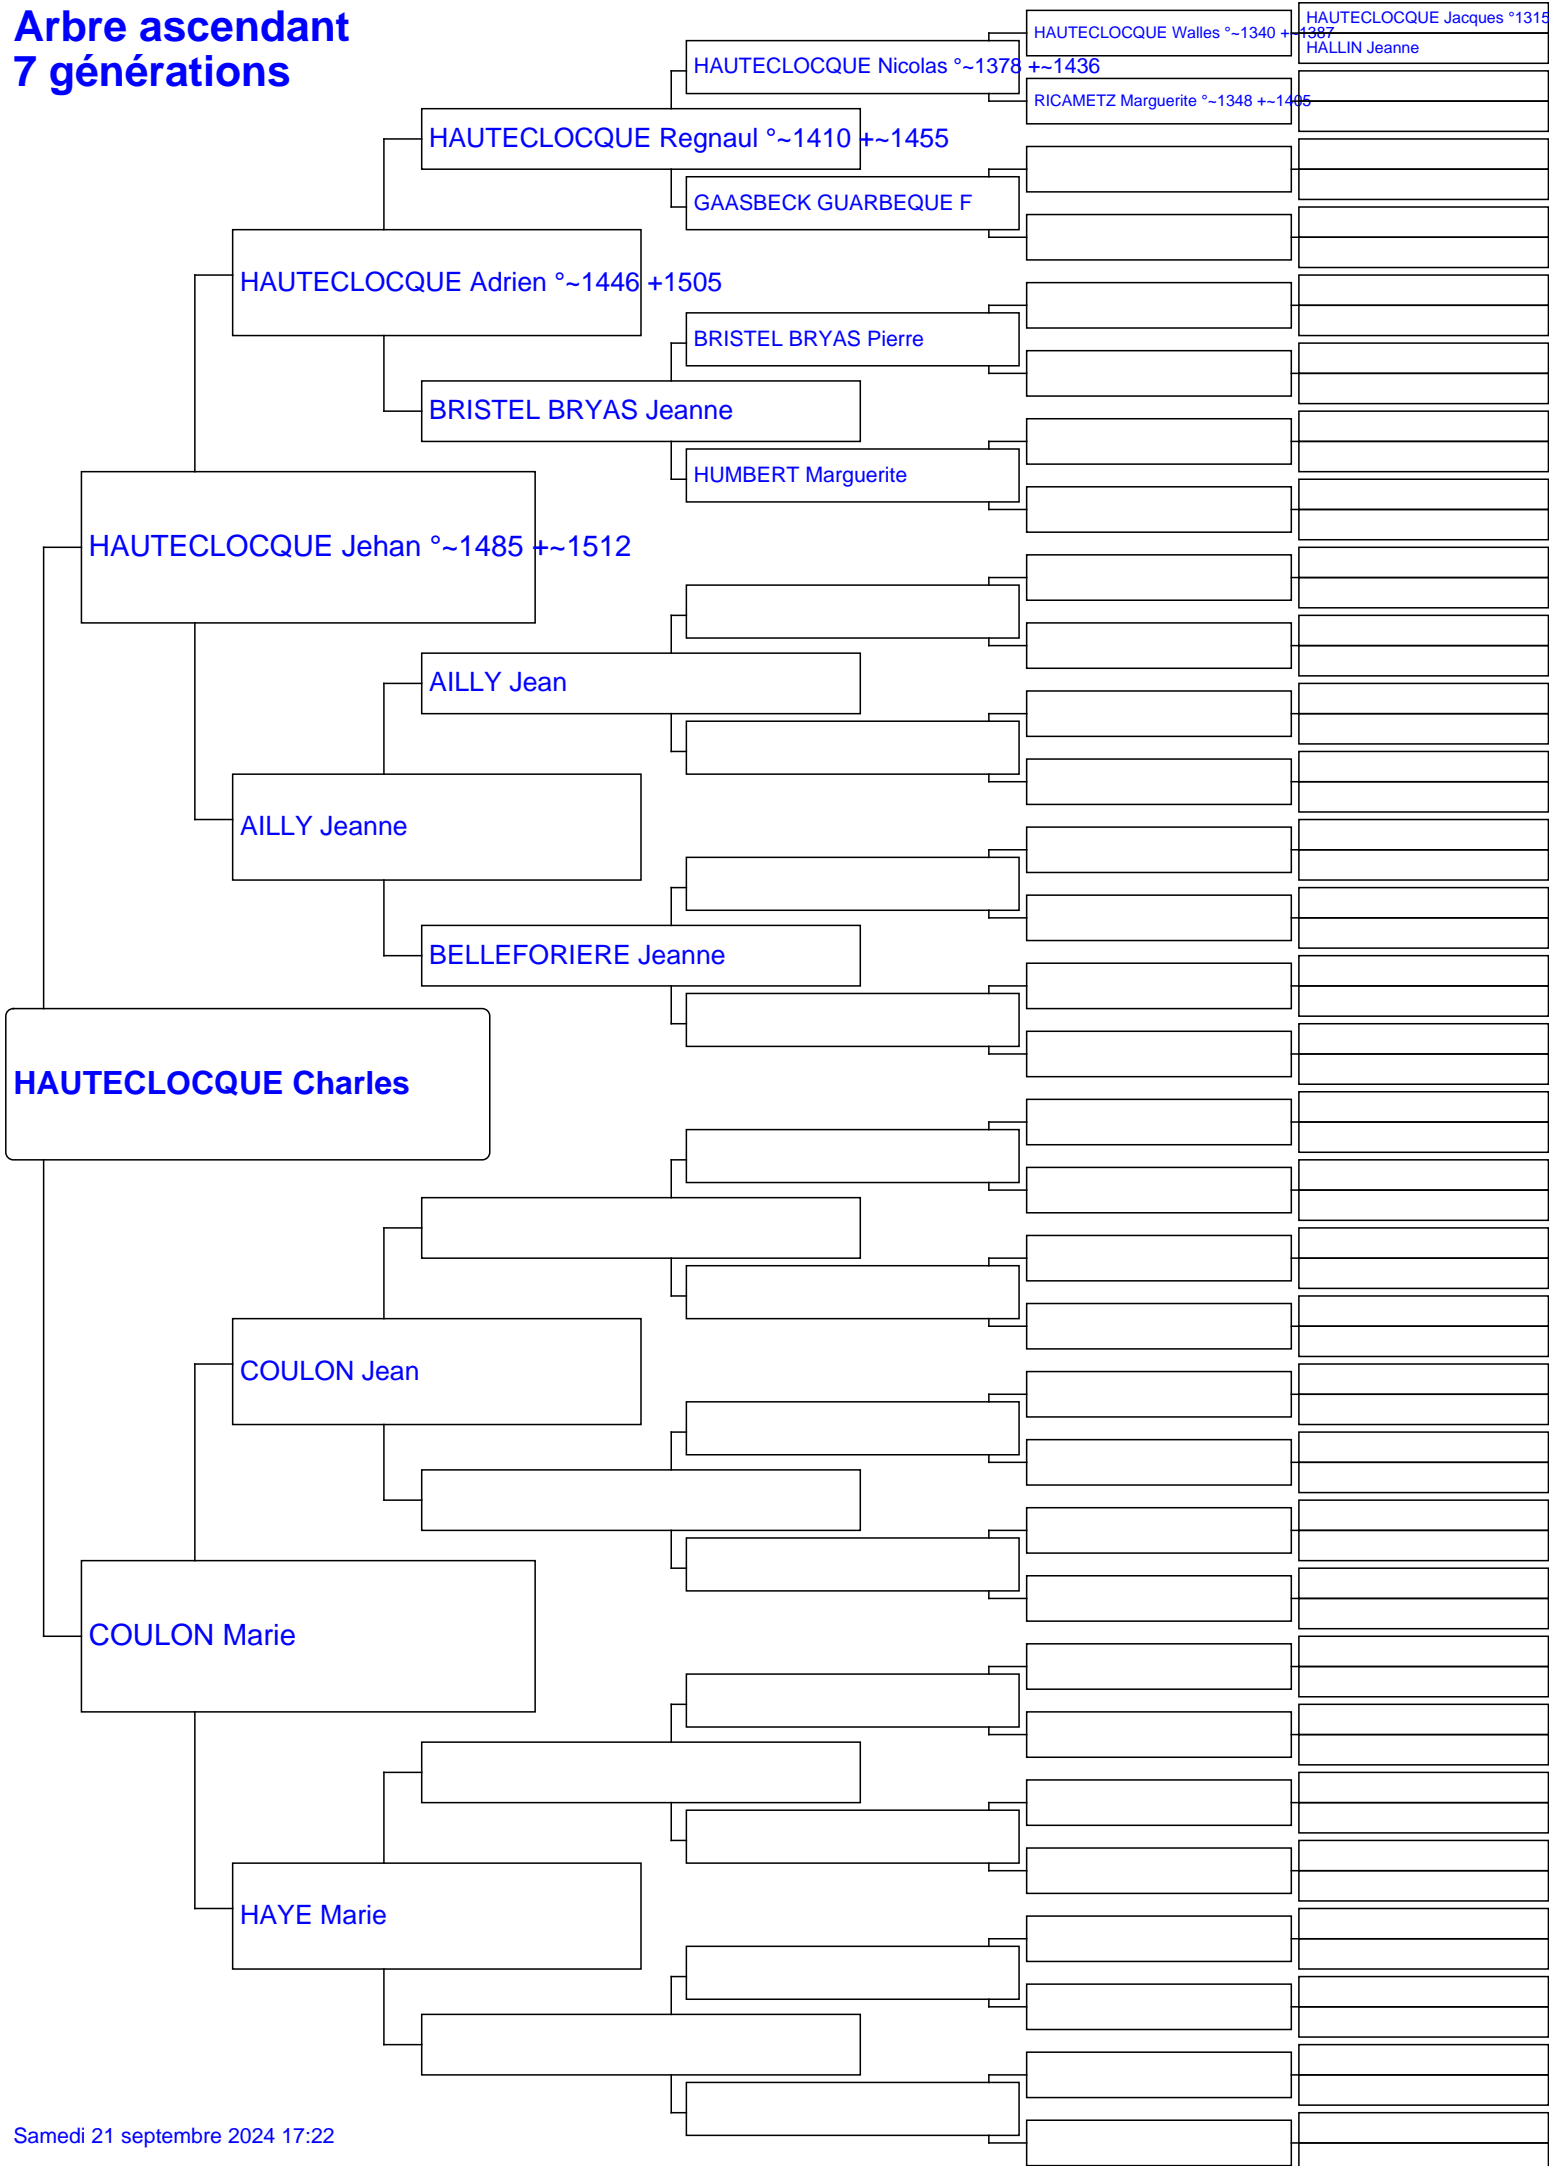 Arbre ascendant
7 générations
HAUTECLOCQUE Jacques °1315
HAUTECLOCQUE Walles °~1340 +~1387
HALLIN Jeanne
HAUTECLOCQUE Nicolas °~1378 +~1436
RICAMETZ Marguerite °~1348 +~1405
HAUTECLOCQUE Regnaul °~1410 +~1455
GAASBECK GUARBEQUE F
HAUTECLOCQUE Adrien °~1446 +1505
BRISTEL BRYAS Pierre
BRISTEL BRYAS Jeanne
HUMBERT Marguerite
HAUTECLOCQUE Jehan °~1485 +~1512
AILLY Jean
AILLY Jeanne
BELLEFORIERE Jeanne
HAUTECLOCQUE Charles
COULON Jean
COULON Marie
HAYE Marie
Samedi 21 septembre 2024 17:22